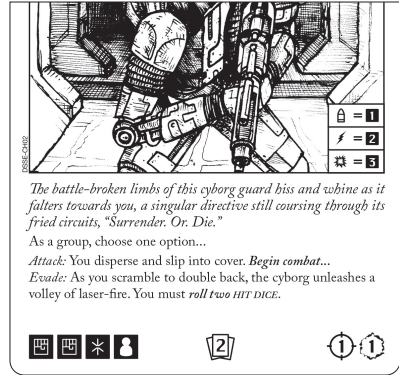 = 1
= 2
= 3
DSSE-CH02
The battle-broken limbs of this cyborg guard hiss and whine as it
falters towards you, a singular directive still coursing through its
fried circuits, “Surrender. Or. Die.”
As a group, choose one option...
Attack: You disperse and slip into cover. Begin combat...
Evade: As you scramble to double back, the cyborg unleashes a
volley of laser-fire. You must roll two HIT DICE.
2
1
1